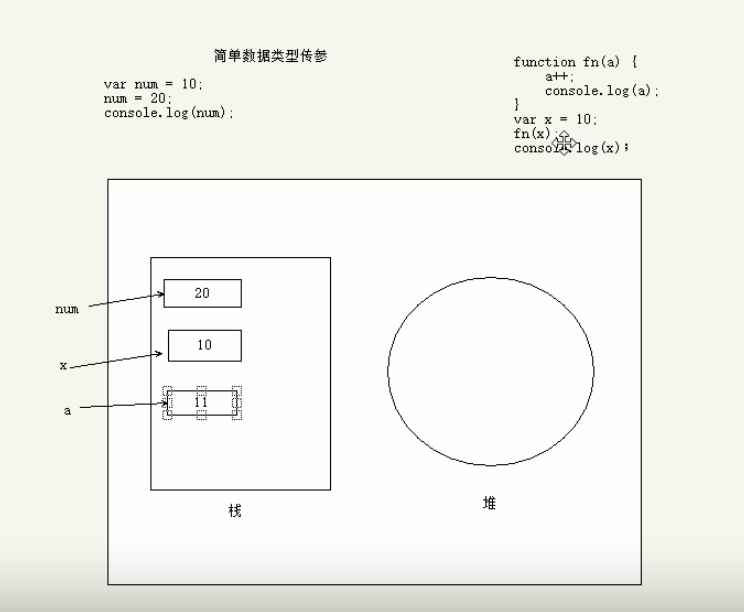 简单数据类型传参
var num = 10;
num = 20;
console.log(num);
function fn(a) {
a++;
console.log(a);
}
var x = 10;
fn(x);
console.log(x);
num
20
x
10
a
11
栈
堆